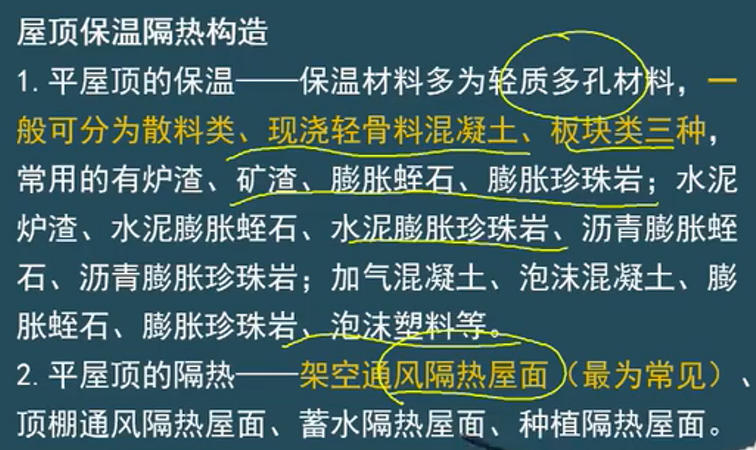 屋顶保温隔热构造
1.平屋顶的保温——保温材料多为轻质多孔材料，一
般可分为散料类、现浇轻骨料混凝土、板块类三种，
常用的有炉渣、矿渣、膨胀蛭石、膨胀珍珠岩；水泥
炉渣、水泥膨胀蛭石、水泥膨胀珍珠岩、沥青膨胀蛭
石、沥青膨胀珍珠岩；加气混凝土、泡沫混凝土、膨
胀蛭石、膨胀珍珠岩、泡沫塑料等。
2.平屋顶的隔热——架空通风隔热屋面（最为常见）、
顶棚通风隔热屋面、蓄水隔热屋面、种植隔热屋面。